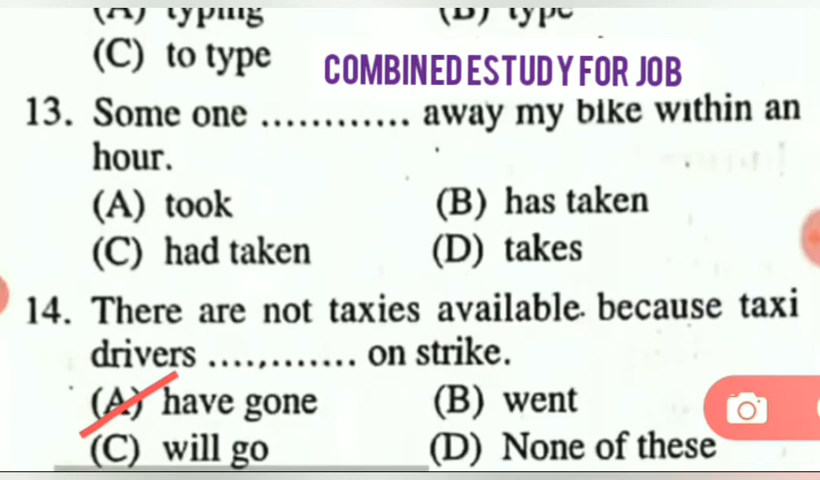 (A) typing (B) type
(C) to type
COMBINED ESTUDY FOR JOB
13. Some one ............ away my bike within an
hour.
(A) took (B) has taken
(C) had taken (D) takes
14. There are not taxies available. because taxi
drivers ............ on strike.
(A) have gone (B) went
(C) will go (D) None of these